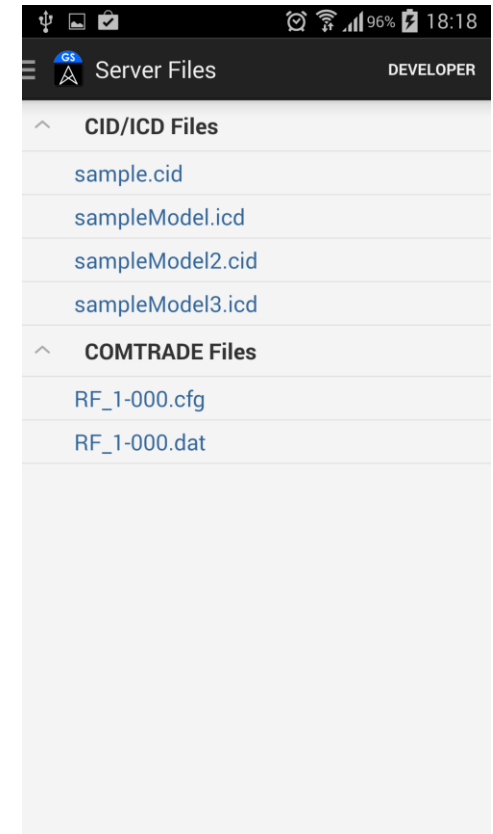 96% 18:18
GS Server Files DEVELOPER
CID/ICD Files
sample.cid
sampleModel.icd
sampleModel2.cid
sampleModel3.icd
COMTRADE Files
RF_1-000.cfg
RF_1-000.dat